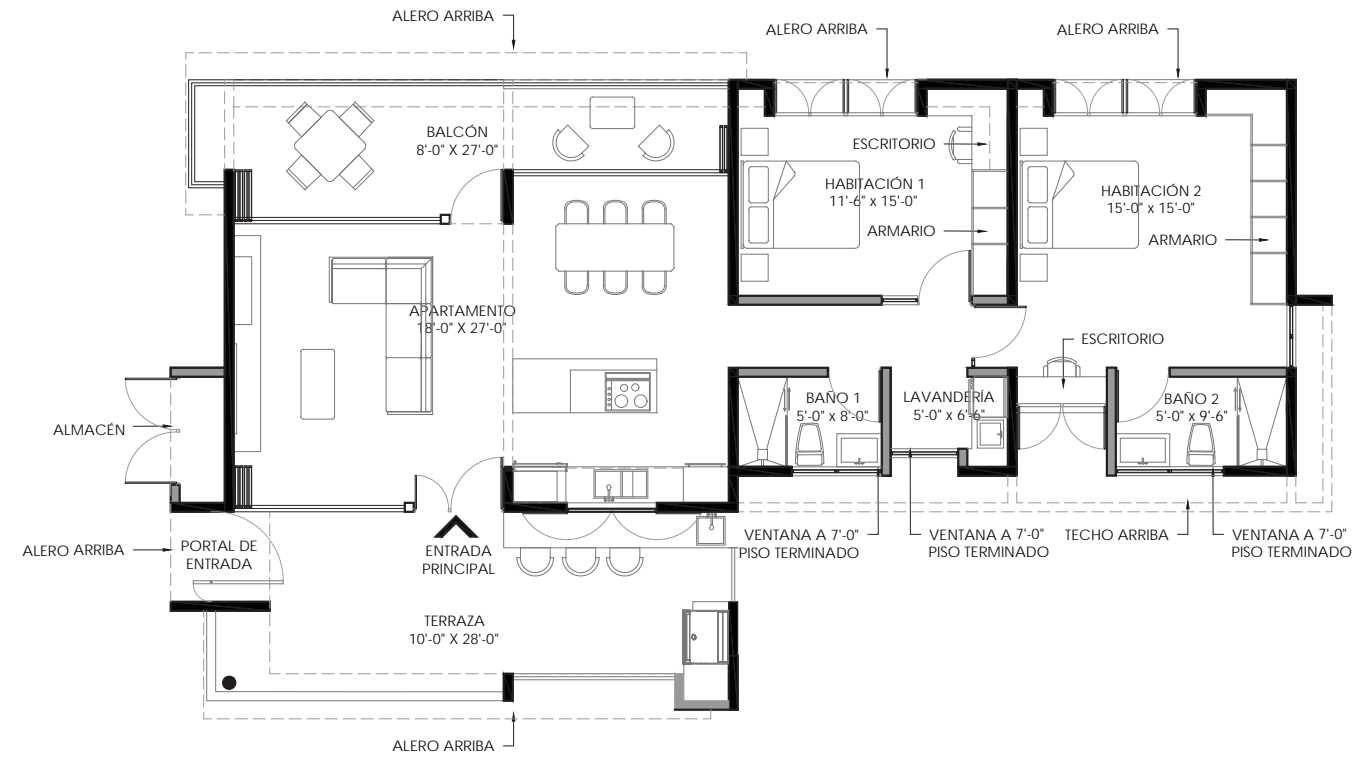 ALERO ARRIBA
ALERO ARRIBA
ALERO ARRIBA
BALCÓN
8'-0" X 27'-0"
ESCRITORIO
HABITACIÓN 1
11'-6" x 15'-0"
ARMARIO
HABITACIÓN 2
15'-0" x 15'-0"
ARMARIO
APARTAMENTO
18'-0" X 27'-0"
ESCRITORIO
ALMACÉN
BAÑO 1
5'-0" x 8'-0"
LAVANDERÍA
5'-0" x 6'-6"
BAÑO 2
5'-0" x 9'-6"
ALERO ARRIBA
PORTAL DE
ENTRADA
ENTRADA
PRINCIPAL
VENTANA A 7'-0"
PISO TERMINADO
VENTANA A 7'-0"
PISO TERMINADO
TECHO ARRIBA
VENTANA A 7'-0"
PISO TERMINADO
TERRAZA
10'-0" X 28'-0"
ALERO ARRIBA